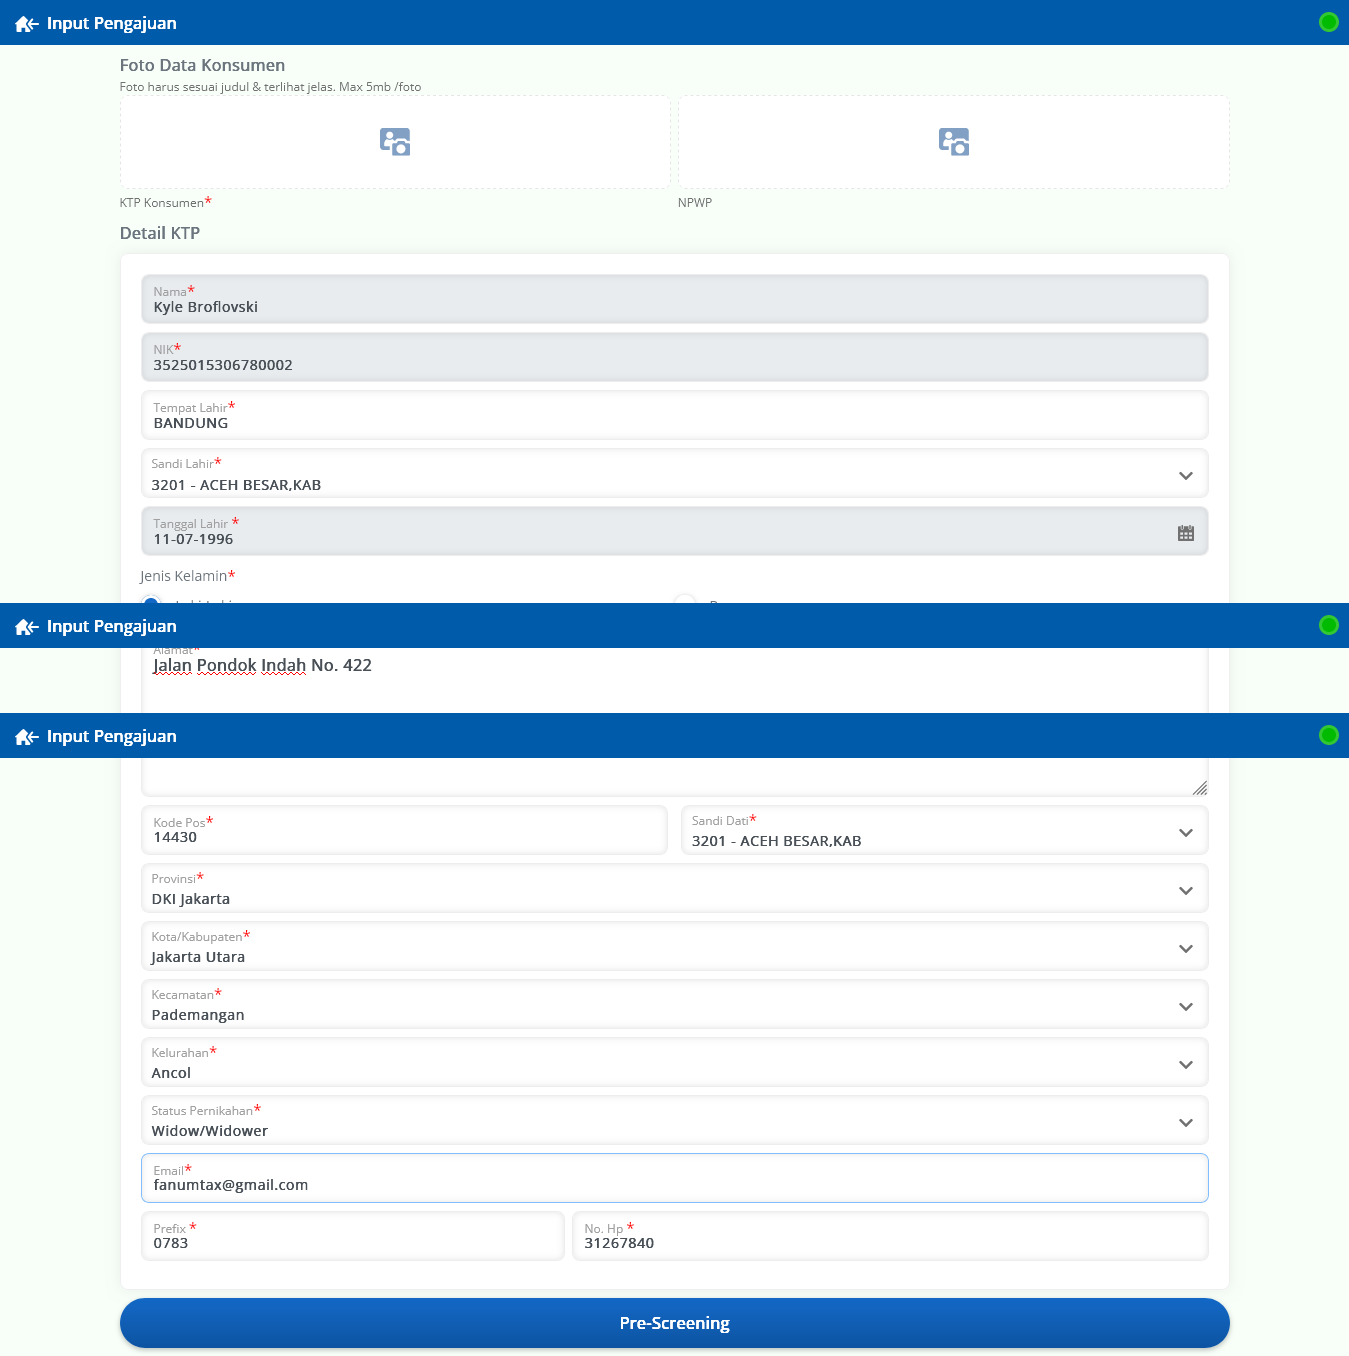 Input Pengajuan
Foto Data Konsumen
Foto harus sesuai judul & terlihat jelas. Max 5mb /foto
KTP Konsumen*
NPWP
Detail KTP
Nama*
Kyle Broflovski
NIK*
3525015306780002
Tempat Lahir*
BANDUNG
Sandi Lahir*
3201 - ACEH BESAR,KAB
Tanggal Lahir *
11-07-1996
Jenis Kelamin*
Input Pengajuan
Alamat*
Jalan Pondok Indah No. 422
Input Pengajuan
Kode Pos*
14430
Sandi Dati*
3201 - ACEH BESAR,KAB
Provinsi*
DKI Jakarta
Kota/Kabupaten*
Jakarta Utara
Kecamatan*
Pademangan
Kelurahan*
Ancol
Status Pernikahan*
Widow/Widower
Email*
fanumtax@gmail.com
Prefix *
0783
No. Hp *
31267840
Pre-Screening